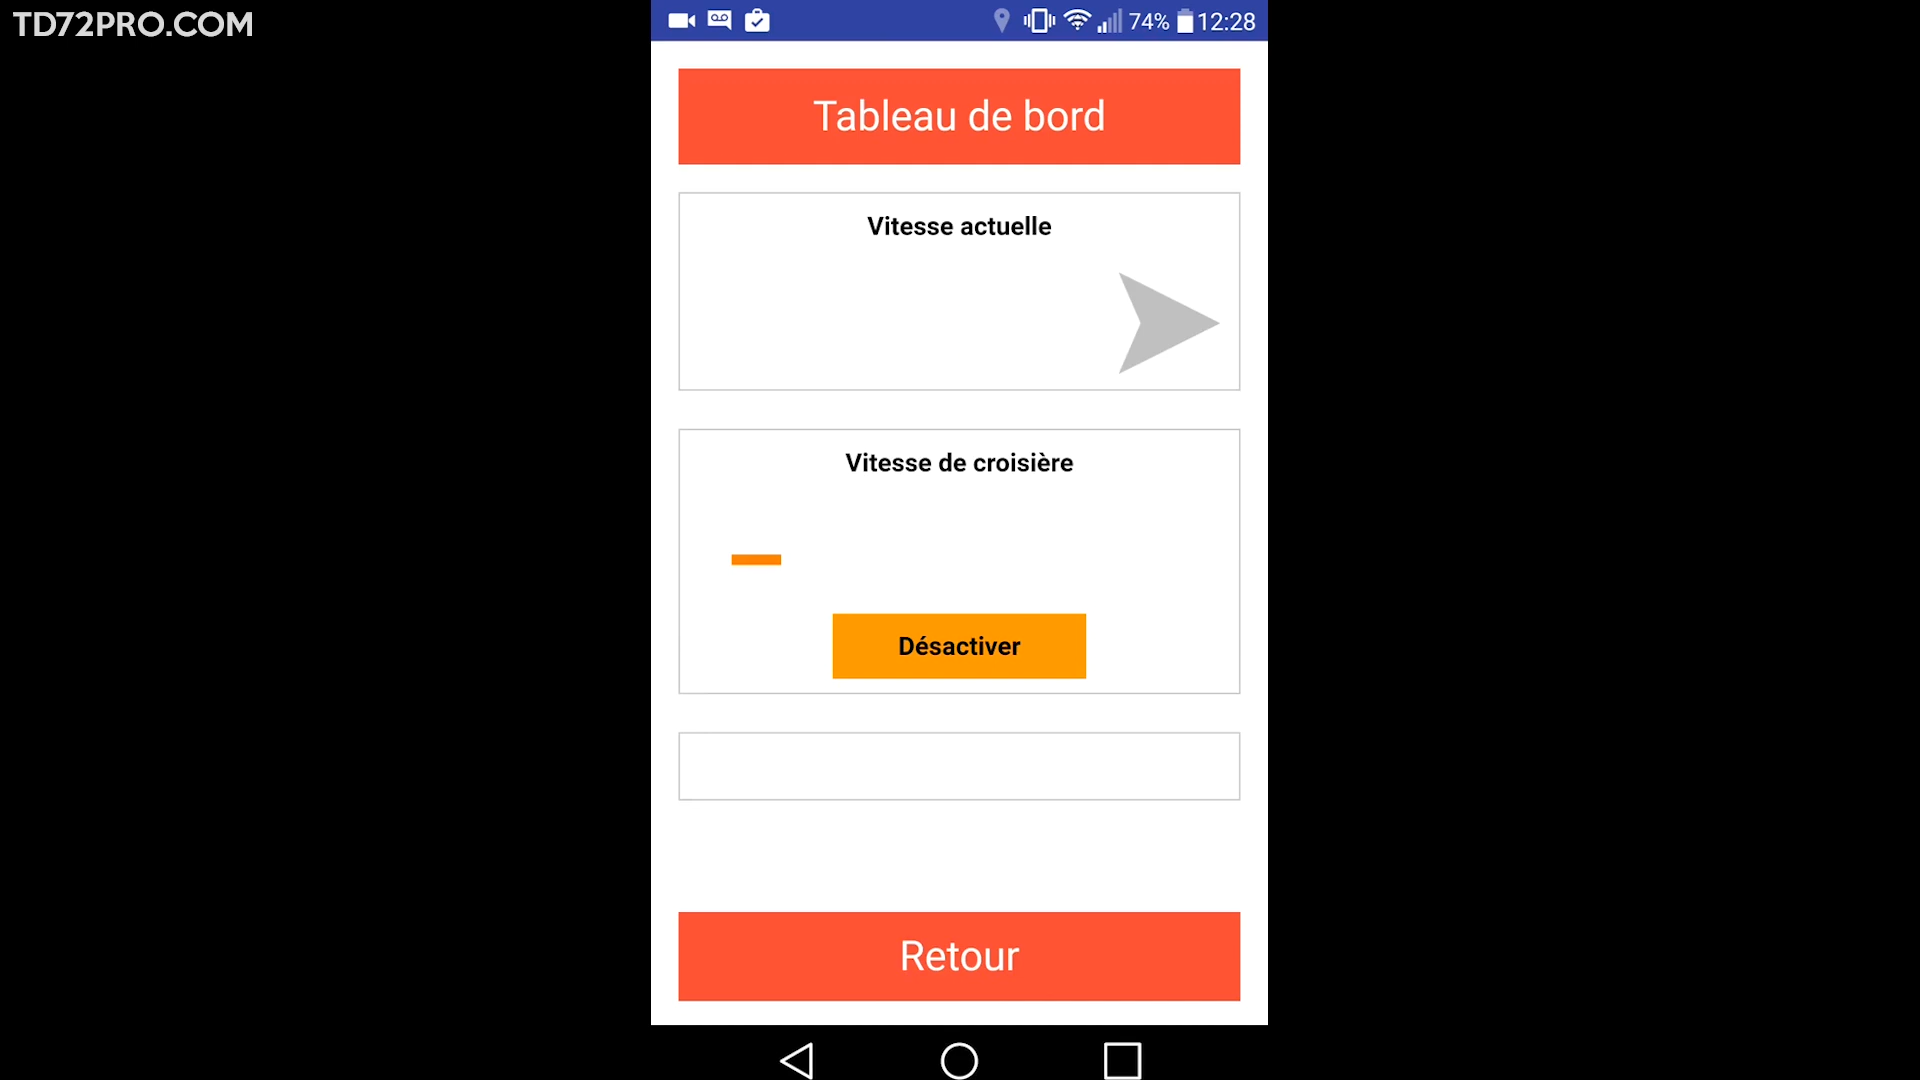 TD72PRO.COM
74% 12:28
Tableau de bord
Vitesse actuelle
Vitesse de croisière
Désactiver
Retour